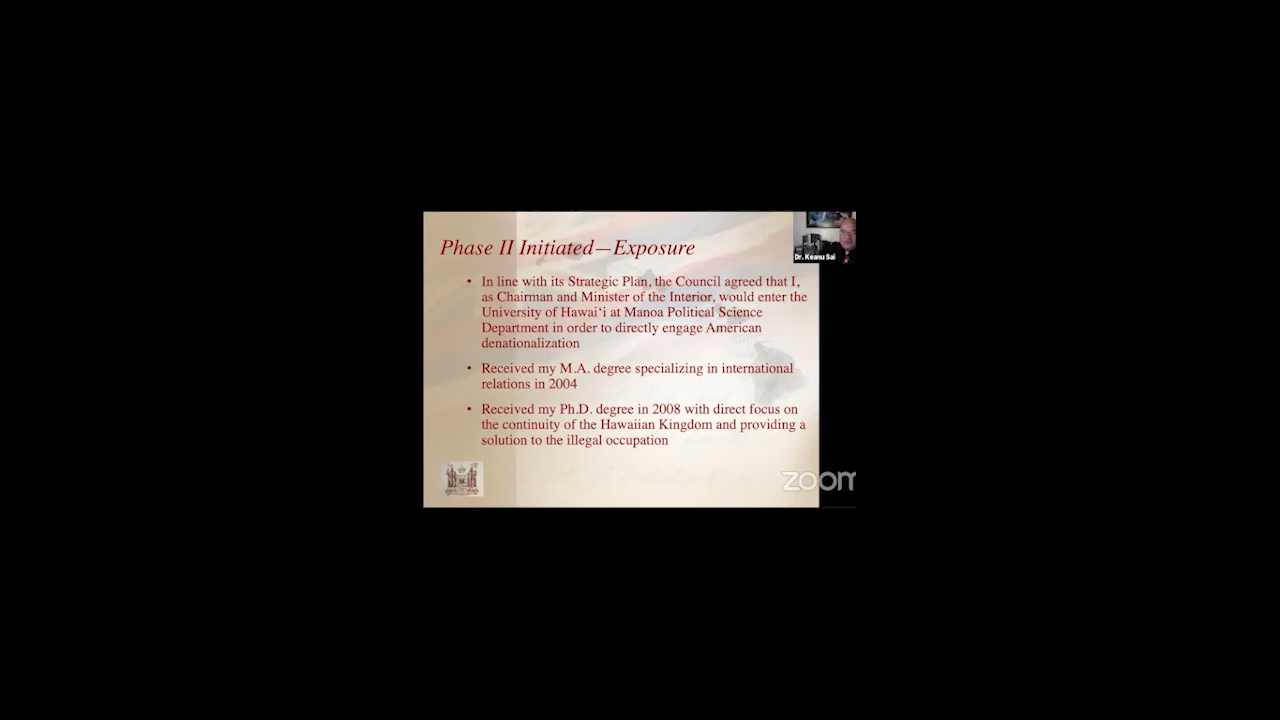 Phase II Initiated—Exposure
Dr. Keanu Sai
• In line with its Strategic Plan, the Council agreed that I,
as Chairman and Minister of the Interior, would enter the
University of Hawai‘i at Manoa Political Science
Department in order to directly engage American
denationalization
• Received my M.A. degree specializing in international
relations in 2004
• Received my Ph.D. degree in 2008 with direct focus on
the continuity of the Hawaiian Kingdom and providing a
solution to the illegal occupation
zoom